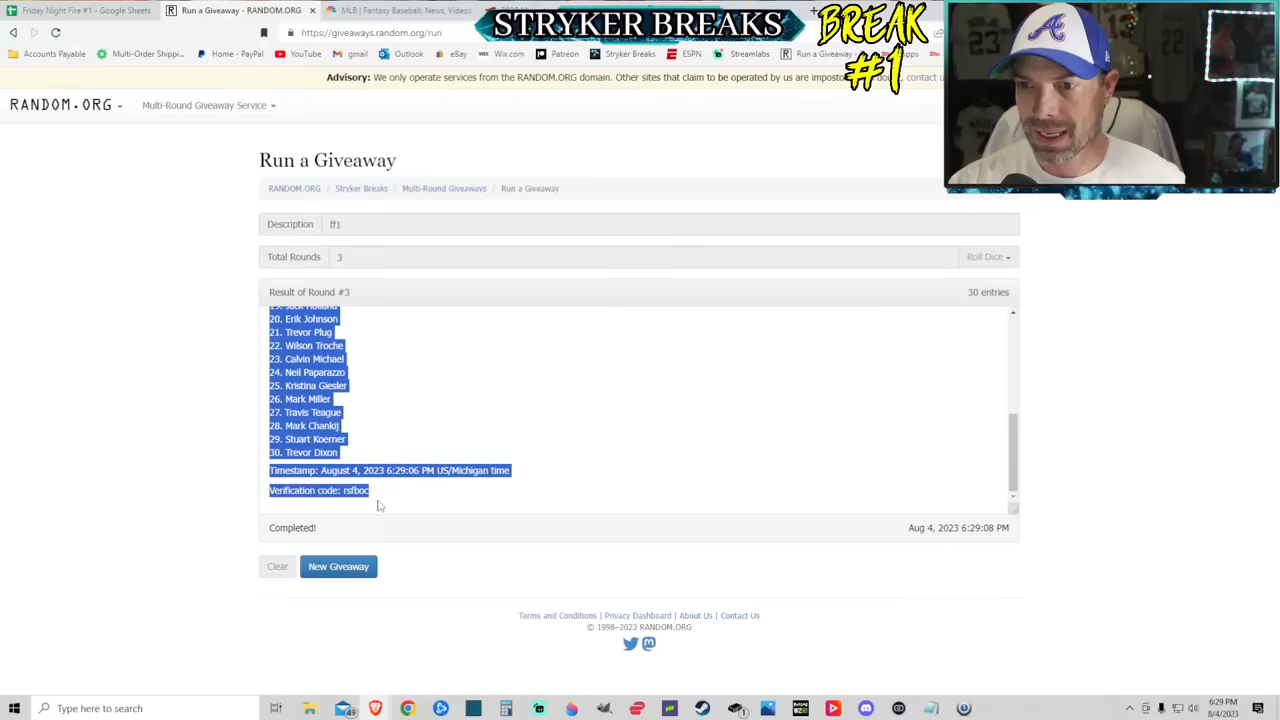 Friday Night Fire #1 - Google Sheets
Run a Giveaway - RANDOM.ORG
MLB | Fantasy Baseball: News, Videos
STRYKER BREAKS
BREAK
#1
https://giveaways.random.org/run
Accounts Payable
Multi-Order Shippi...
Home - PayPal
YouTube
gmail
Outlook
eBay
Wix.com
Patreon
Stryker Breaks
ESPN
Streamlabs
Run a Giveaway
Apps
Advisory: We only operate services from the RANDOM.ORG domain. Other sites that claim to be operated by us are impostors
contact u
RANDOM.ORG
Multi-Round Giveaway Service
Run a Giveaway
RANDOM.ORG / Stryker Breaks / Multi-Round Giveaways / Run a Giveaway
Description ff1
Total Rounds 3 Roll Dice
Result of Round #3 30 entries
20. Erik Johnson
21. Trevor Plug
22. Wilson Troche
23. Calvin Michael
24. Neil Paparazzo
25. Kristina Giesler
26. Mark Miller
27. Travis Teague
28. Mark Chankij
29. Stuart Koerner
30. Trevor Dixon
Timestamp: August 4, 2023 6:29:06 PM US/Michigan time
Verification code: rsfboc
Completed! Aug 4, 2023 6:29:08 PM
Clear New Giveaway
Terms and Conditions | Privacy Dashboard | About Us | Contact Us
© 1998–2023 RANDOM.ORG
Type here to search
49
6:29 PM
8/4/2023